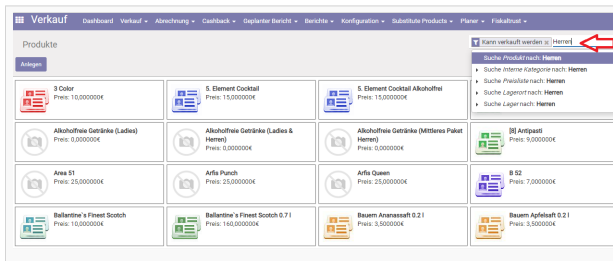 Verkauf Dashboard Verkauf Abrechnung Cashback Geplanter Bericht Berichte Konfiguration Substitute Products Planer Fiskaltrust
Produkte
Kann verkauft werden x Herren
Anlegen
Suche Produkt nach: Herren
Suche Interne Kategorie nach: Herren
Suche Preisliste nach: Herren
Suche Lagerort nach: Herren
Suche Lager nach: Herren
3 Color
Preis: 10,000000€
5. Element Cocktail
Preis: 15,000000€
5. Element Cocktail Alkoholfrei
Preis: 15,000000€
Alkoholfreie Getränke (Ladies)
Preis: 0,000000€
Alkoholfreie Getränke (Ladies &
Herren)
Preis: 0,000000€
Alkoholfreie Getränke (Mittleres Paket
Herren)
Preis: 0,000000€
[8] Antipasti
Preis: 9,000000€
Area 51
Preis: 25,000000€
Arfis Punch
Preis: 25,000000€
Arfis Queen
Preis: 25,000000€
B 52
Preis: 7,000000€
Ballantine`s Finest Scotch
Preis: 10,000000€
Ballantine`s Finest Scotch 0.7 l
Preis: 160,000000€
Bauern Ananassaft 0.2 l
Preis: 3,500000€
Bauern Apfelsaft 0.2 l
Preis: 3,500000€